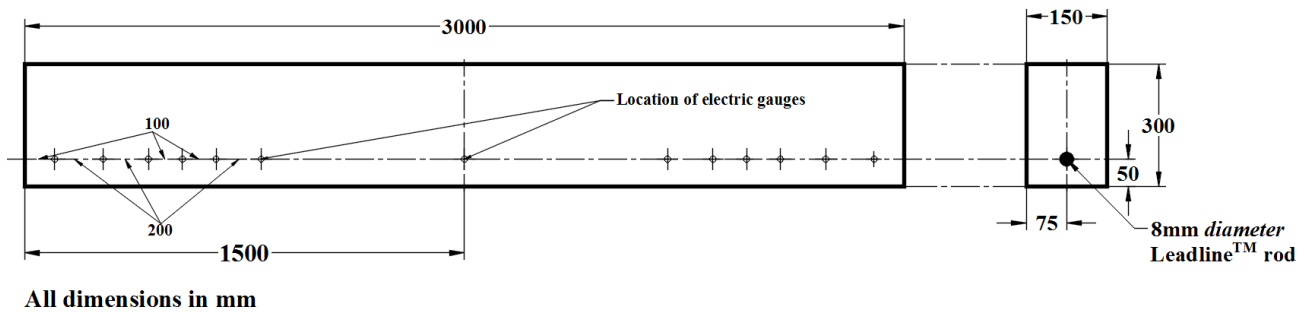 3000
150
Location of electric gauges
100
300
50
200
75
8mm diameter
Leadline™ rod
1500
All dimensions in mm